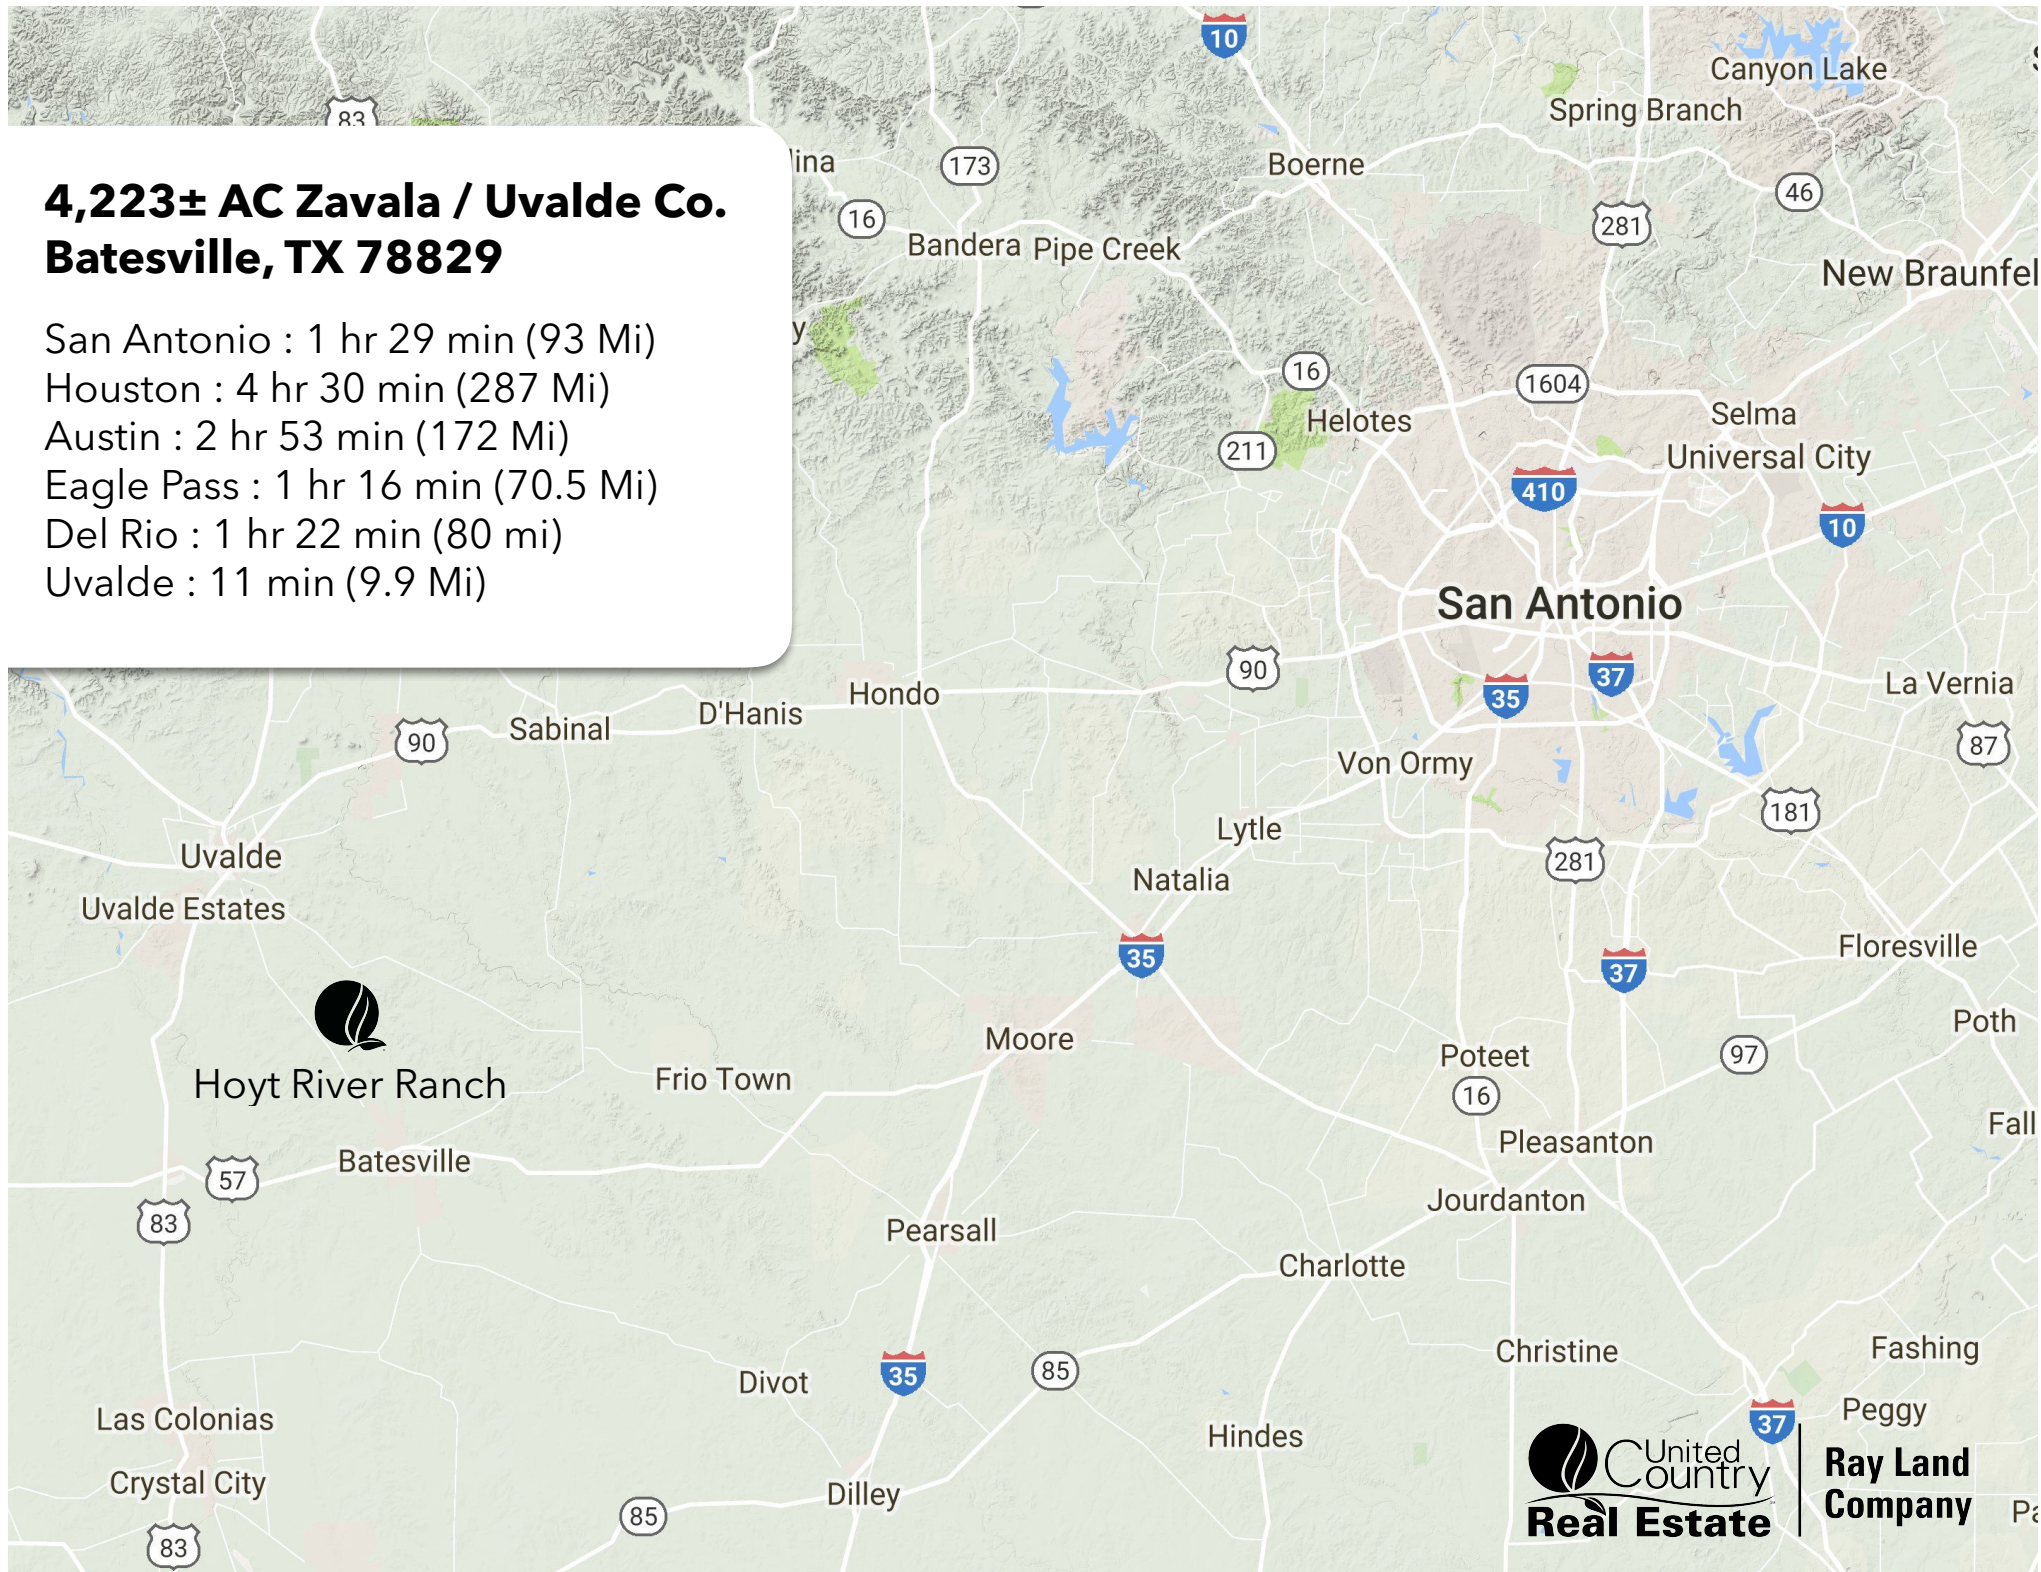 10
Canyon Lake
Spring Branch
83
4,223± AC Zavala / Uvalde Co.
Batesville, TX 78829
San Antonio : 1 hr 29 min (93 Mi)
Houston : 4 hr 30 min (287 Mi)
Austin : 2 hr 53 min (172 Mi)
Eagle Pass : 1 hr 16 min (70.5 Mi)
Del Rio : 1 hr 22 min (80 mi)
Uvalde : 11 min (9.9 Mi)
lina
173
Boerne
46
16
281
Bandera
Pipe Creek
New Braunfel
y
16
1604
Helotes
Selma
211
Universal City
410
10
San Antonio
90
37
35
La Vernia
Hondo
D'Hanis
Sabinal
90
87
Von Ormy
181
Lytle
Uvalde
281
Natalia
Uvalde Estates
35
37
Floresville
Poth
Moore
Poteet
97
Frio Town
Hoyt River Ranch
16
Fall
Pleasanton
Batesville
57
83
Jourdanton
Pearsall
Charlotte
Christine
Fashing
35
85
Divot
Las Colonias
37
Peggy
Hindes
Crystal City
Dilley
85
83
United
Country
Real Estate
Ray Land
Company
Pa